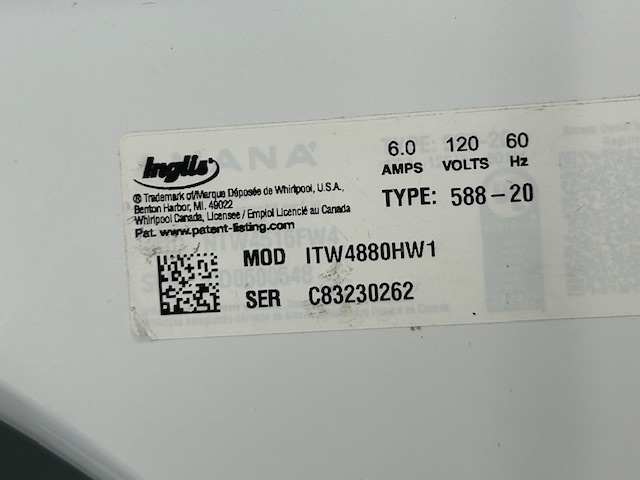 Inglis
® Trademark of/Marque Déposée de Whirlpool, U.S.A.,
Benton Harbor, MI. 49022
Whirlpool Canada, Licensee / Emploi Licencié au Canada
Pat. www.patent-listing.com
6.0 120 60
AMPS VOLTS Hz
TYPE: 588-20
MOD ITW4880HW1
SER C83230262